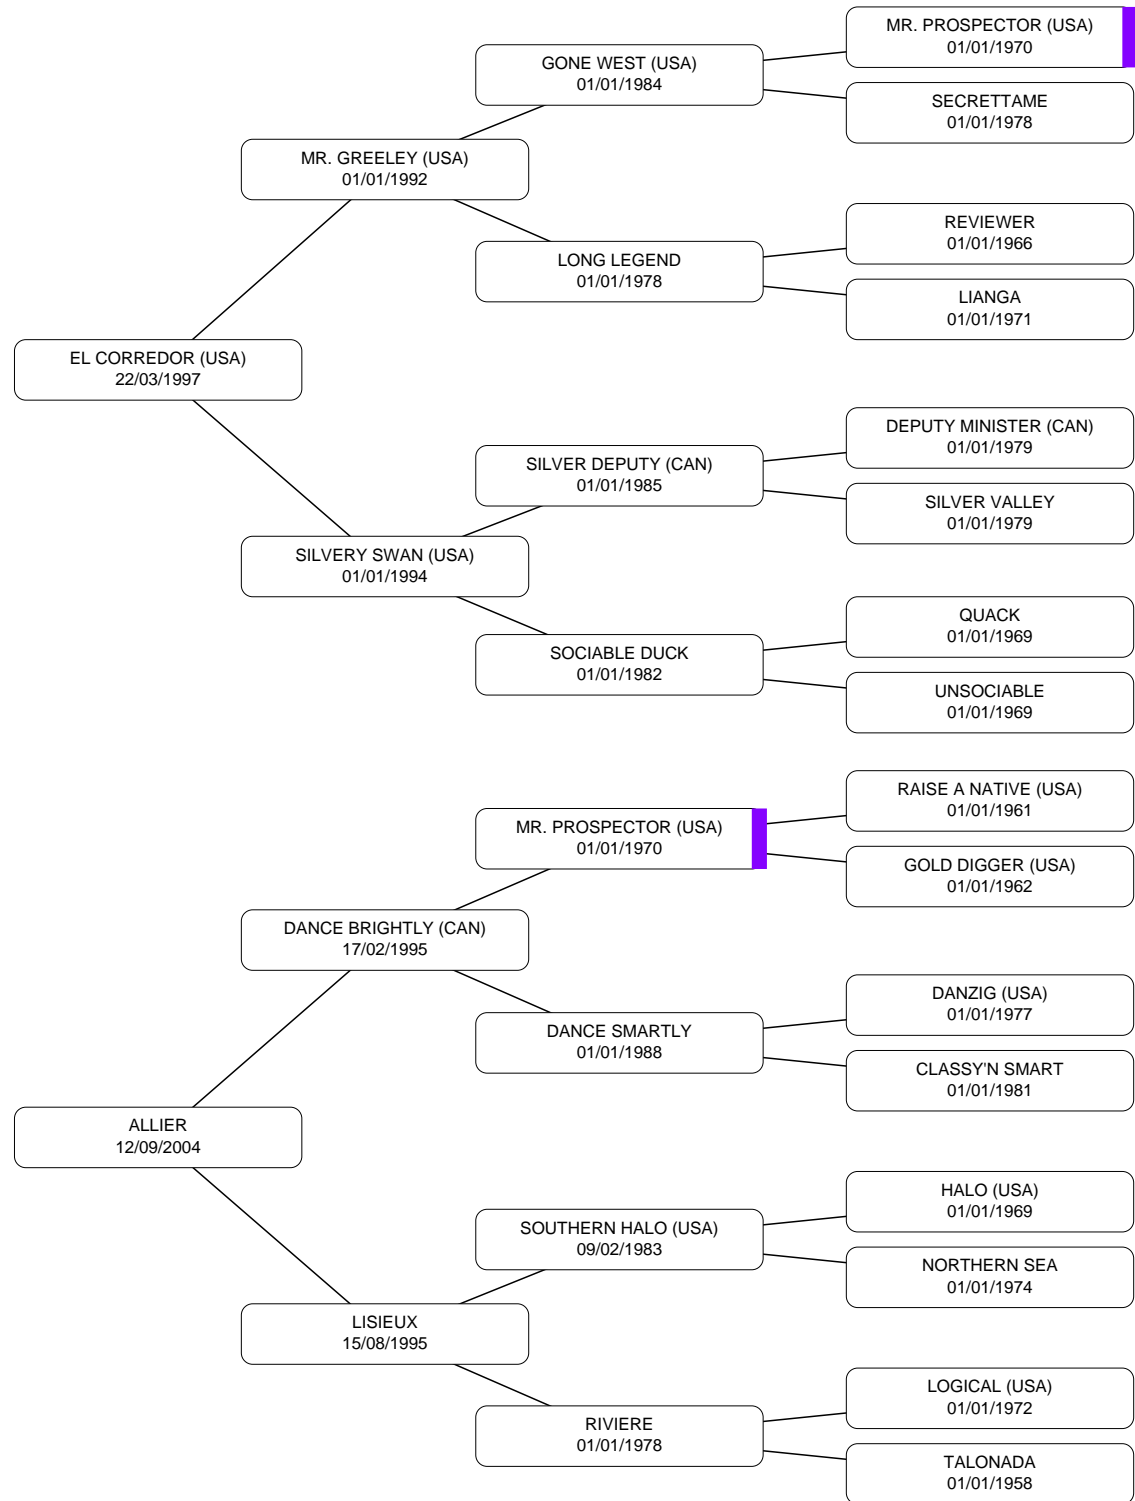 MR. PROSPECTOR (USA)
01/01/1970
GONE WEST (USA)
01/01/1984
SECRETTAME
01/01/1978
MR. GREELEY (USA)
01/01/1992
REVIEWER
01/01/1966
LONG LEGEND
01/01/1978
LIANGA
01/01/1971
EL CORREDOR (USA)
22/03/1997
DEPUTY MINISTER (CAN)
01/01/1979
SILVER DEPUTY (CAN)
01/01/1985
SILVER VALLEY
01/01/1979
SILVERY SWAN (USA)
01/01/1994
QUACK
01/01/1969
SOCIABLE DUCK
01/01/1982
UNSOCIABLE
01/01/1969
RAISE A NATIVE (USA)
01/01/1961
MR. PROSPECTOR (USA)
01/01/1970
GOLD DIGGER (USA)
01/01/1962
DANCE BRIGHTLY (CAN)
17/02/1995
DANZIG (USA)
01/01/1977
DANCE SMARTLY
01/01/1988
CLASSY'N SMART
01/01/1981
ALLIER
12/09/2004
HALO (USA)
01/01/1969
SOUTHERN HALO (USA)
09/02/1983
NORTHERN SEA
01/01/1974
LISIEUX
15/08/1995
LOGICAL (USA)
01/01/1972
RIVIERE
01/01/1978
TALONADA
01/01/1958